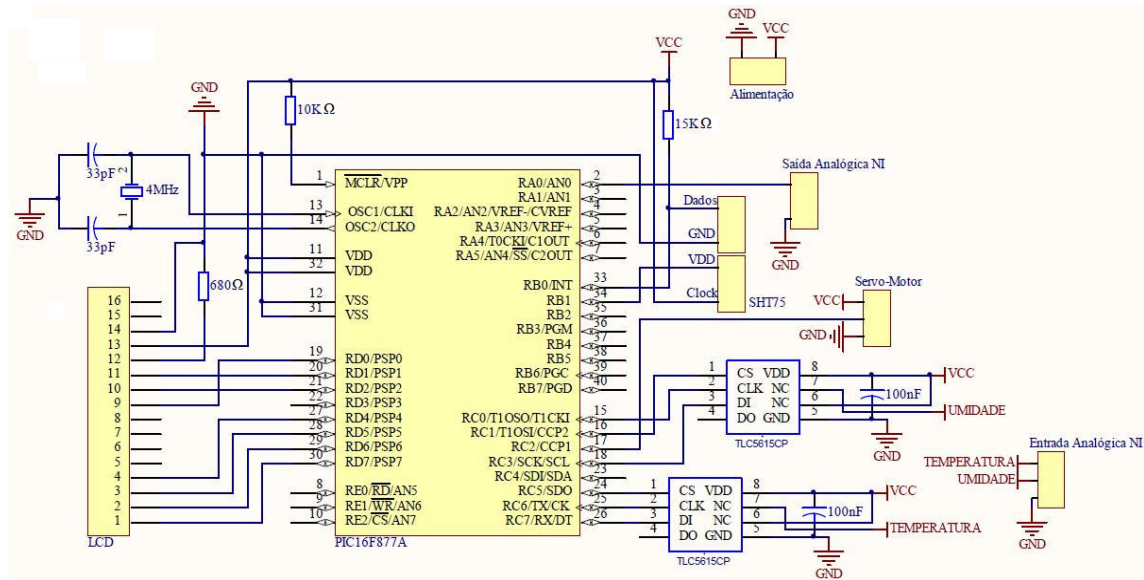 GND
VCC
Alimentação
VCC
GND
10KΩ
15KΩ
33pF
2
4MHz
1
33pF
GND
680Ω
1 MCLR/VPP
13 OSC1/CLKI
14 OSC2/CLKO
11 VDD
32 VDD
12 VSS
31 VSS
19 RD0/PSP0
20 RD1/PSP1
21 RD2/PSP2
22 RD3/PSP3
27 RD4/PSP4
28 RD5/PSP5
29 RD6/PSP6
30 RD7/PSP7
8 RE0/RD/AN5
9 RE1/WR/AN6
10 RE2/CS/AN7
RA0/AN0 2
RA1/AN1 3
RA2/AN2/VREF-/CVREF 4
RA3/AN3/VREF+ 5
RA4/T0CKI/C1OUT 6
RA5/AN4/SS/C2OUT 7
RB0/INT 33
RB1 34
RB2 35
RB3/PGM 36
RB4 37
RB5 38
RB6/PGC 39
RB7/PGD 40
RC0/T1OSO/T1CKI 15
RC1/T1OSI/CCP2 16
RC2/CCP1 17
RC3/SCK/SCL 18
RC4/SDI/SDA 23
RC5/SDO 24
RC6/TX/CK 25
RC7/RX/DT 26
PIC16F877A
16
15
14
13
12
11
10
9
8
7
6
5
4
3
2
1
LCD
Dados
GND
VDD
Clock
SHT75
Saída Analógica NI
GND
Servo-Motor
VCC
GND
1 CS VDD 8
2 CLK NC 7
3 DI NC 6
4 DO GND 5
TLC5615CP
100nF
VCC
UMIDADE
GND
1 CS VDD 8
2 CLK NC 7
3 DI NC 6
4 DO GND 5
TLC5615CP
100nF
VCC
TEMPERATURA
GND
Entrada Analógica NI
TEMPERATURA
UMIDADE
GND